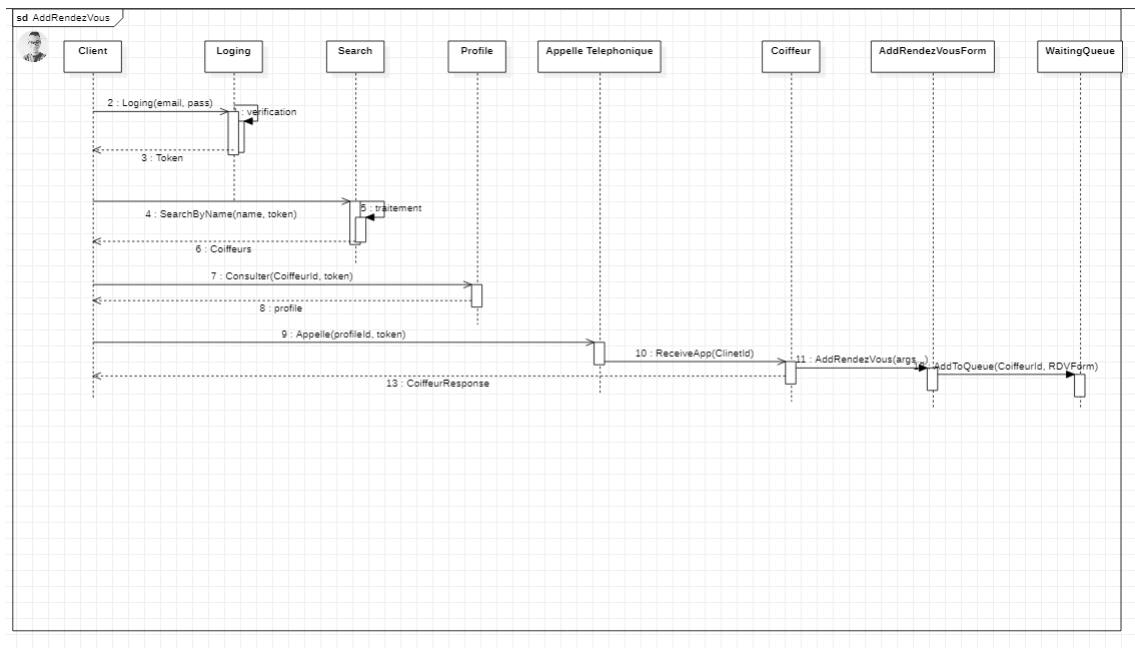 sd AddRendezVous
Client
Loging
Search
Profile
Appelle Telephonique
Coiffeur
AddRendezVousForm
WaitingQueue
2 : Loging(email, pass)
: verification
3 : Token
4 : SearchByName(name, token)
5 : traitement
6 : Coiffeurs
7 : Consulter(CoiffeurId, token)
8 : profile
9 : Appelle(profileId, token)
10 : ReceiveApp(ClinetId)
11 : AddRendezVous(args...)
AddToQueue(CoiffeurId, RDVForm)
13 : CoiffeurResponse